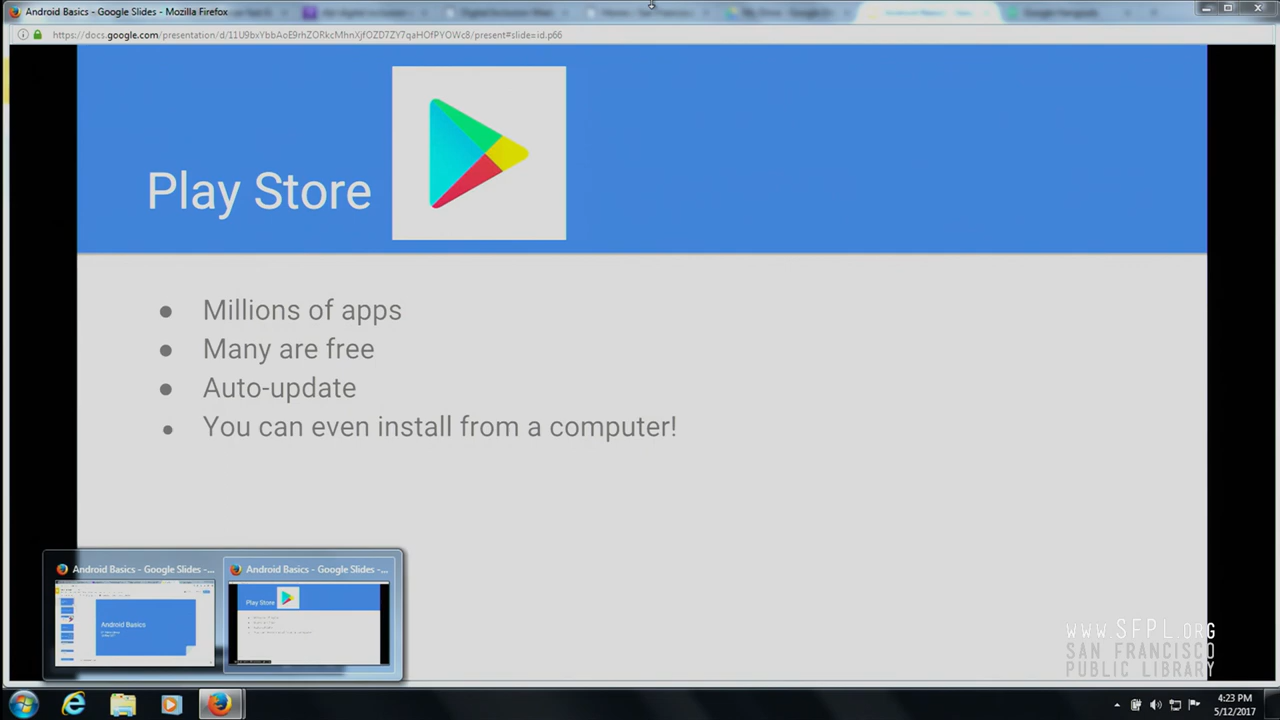 Android Basics - Google Slides - Mozilla Firefox
https://docs.google.com/presentation/d/11U9bxYbbAoE9rhZORkcMhnXjfOZD7ZY7qaHOfPYOWc8/present#slide=id.p66
Play Store
Millions of apps
Many are free
Auto-update
You can even install from a computer!
Android Basics - Google Slides -...
Android Basics - Google Slides -...
Android Basics
Play Store
WWW.SFPL.ORG
SAN FRANCISCO
PUBLIC LIBRARY
4:23 PM
5/12/2017